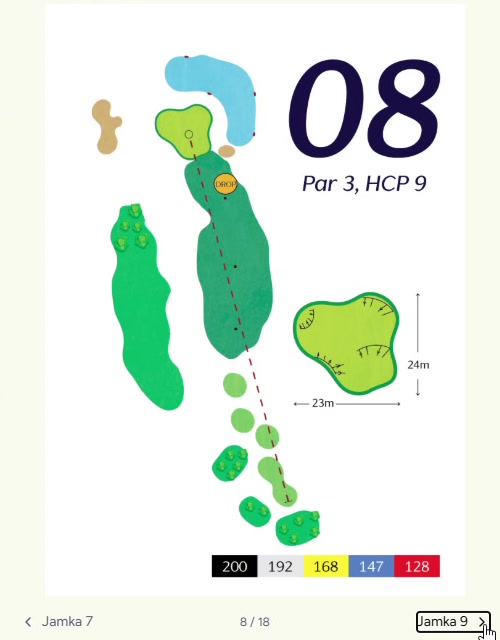 08
Par 3, HCP 9
DROP
24m
23m
200 192 168 147 128
Jamka 7
8 / 18
Jamka 9